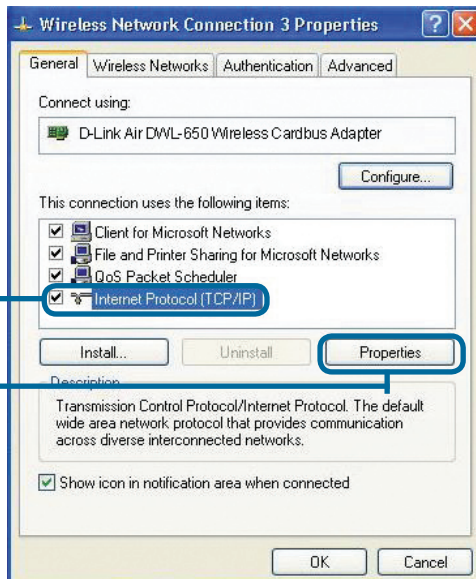 Wireless Network Connection 3 Properties
General Wireless Networks Authentication Advanced
Connect using:
D-Link Air DWL-650 Wireless Cardbus Adapter
Configure...
This connection uses the following items:
Client for Microsoft Networks
File and Printer Sharing for Microsoft Networks
QoS Packet Scheduler
Internet Protocol (TCP/IP)
Install... Uninstall Properties
Description
Transmission Control Protocol/Internet Protocol. The default
wide area network protocol that provides communication
across diverse interconnected networks.
Show icon in notification area when connected
OK Cancel